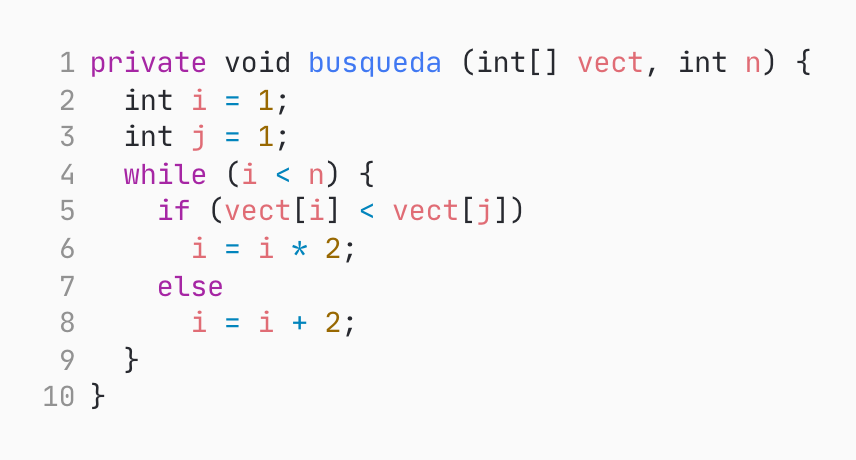 1 private void busqueda (int[] vect, int n) {
2   int i = 1;
3   int j = 1;
4   while (i < n) {
5     if (vect[i] < vect[j])
6       i = i * 2;
7     else
8       i = i + 2;
9   }
10 }